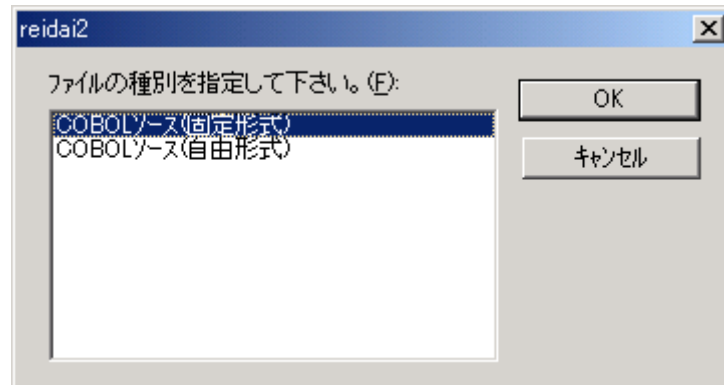 reidai2
ファイルの種別を指定して下さい。(F):
COBOLソース(固定形式)
COBOLソース(自由形式)
OK
キャンセル